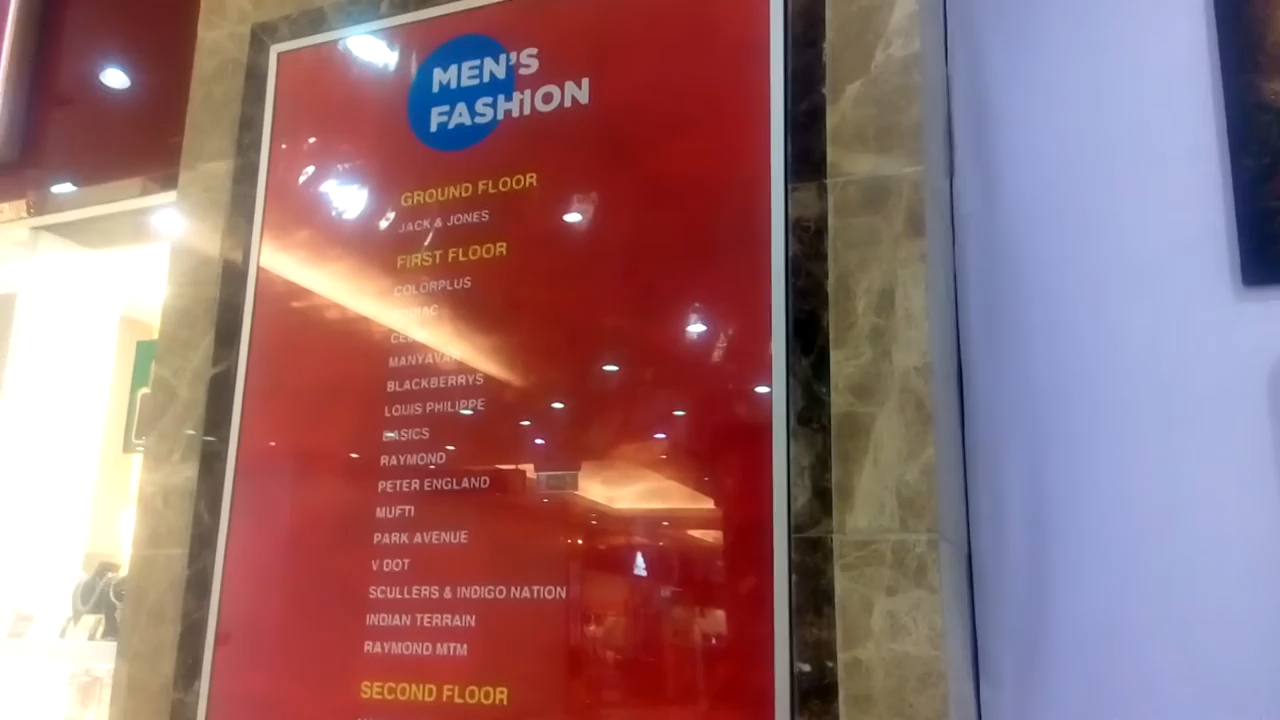 MEN'S
FASHION
GROUND FLOOR
JACK & JONES
FIRST FLOOR
COLORPLUS
MANYAVAR
BLACKBERRYS
LOUIS PHILIPPE
BASICS
RAYMOND
PETER ENGLAND
MUFTI
PARK AVENUE
V DOT
SCULLERS & INDIGO NATION
INDIAN TERRAIN
RAYMOND MTM
SECOND FLOOR